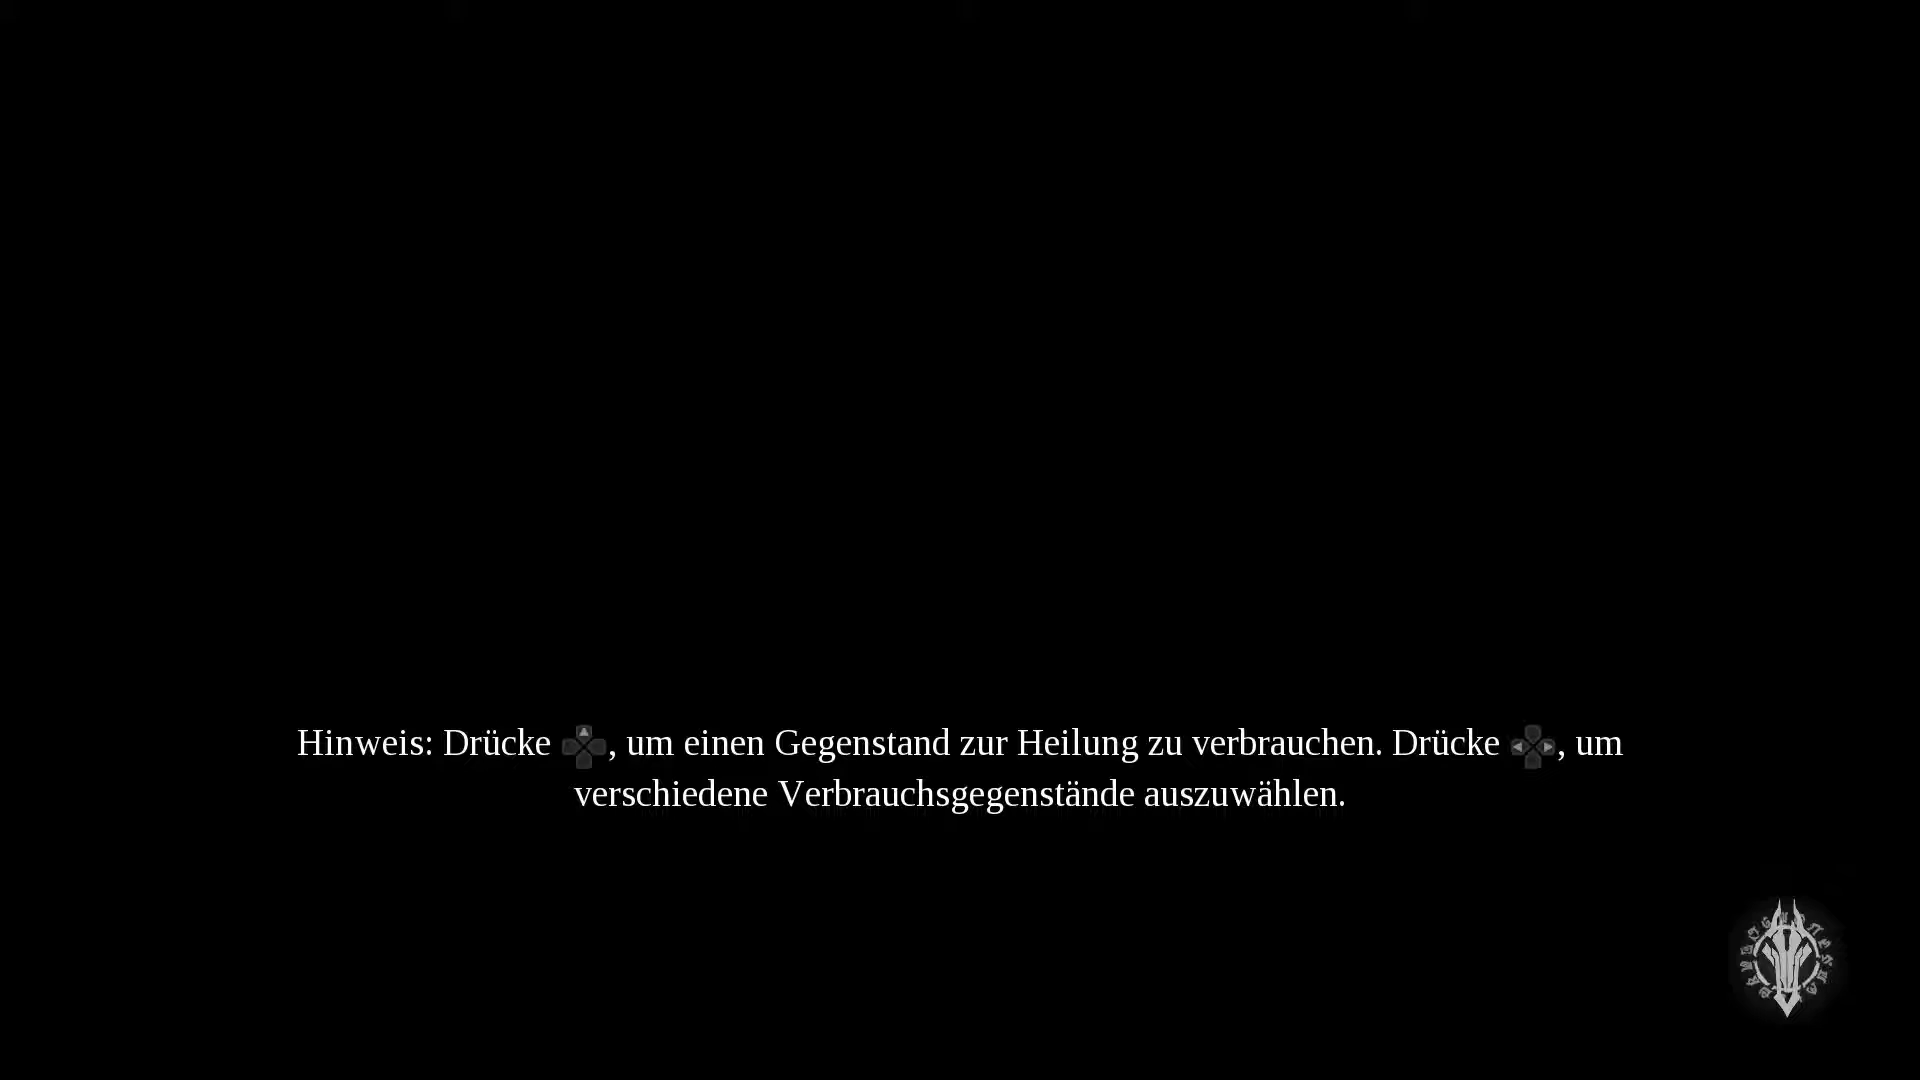 Hinweis: Drücke , um einen Gegenstand zur Heilung zu verbrauchen. Drücke , um
verschiedene Verbrauchsgegenstände auszuwählen.